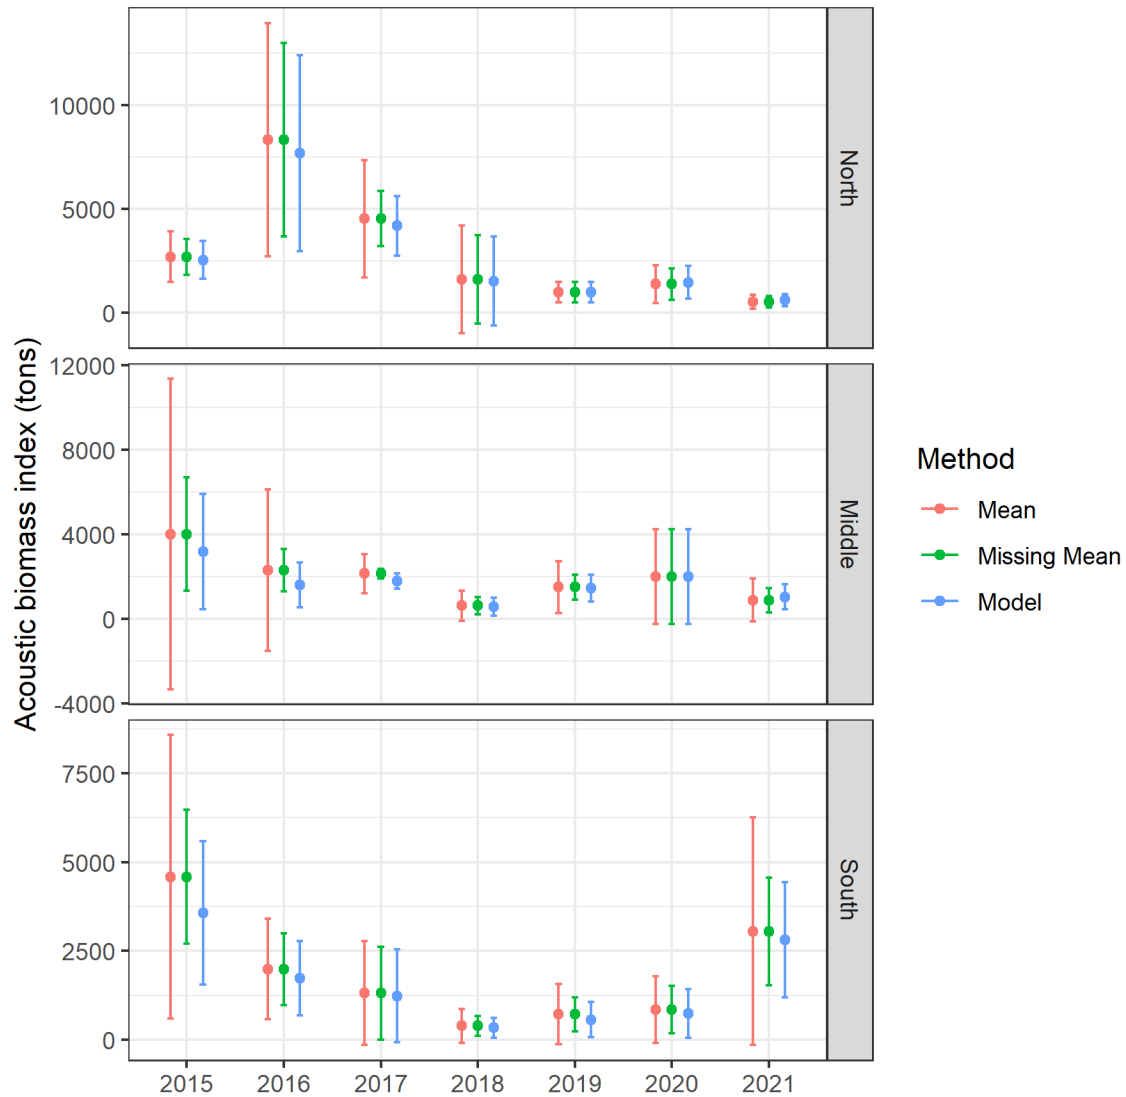 Acoustic biomass index (tons)
10000
5000
0
North
12000
8000
4000
0
-4000
Middle
7500
5000
2500
0
South
2015 2016 2017 2018 2019 2020 2021
Method
Mean
Missing Mean
Model